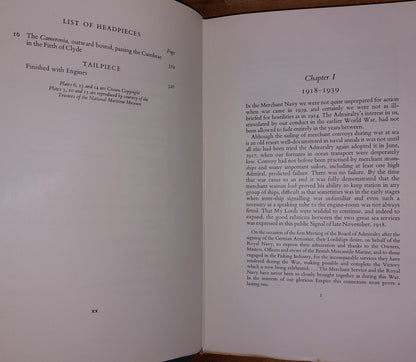 LIST OF HEADPIECES
Page
16 The Cameronia, outward bound, passing the Cumbrae
in the Firth of Clyde 319
TAILPIECE
Finished with Engines 320
Plates 6, 13 and 14 are Crown Copyright
Plates 5, 10 and 15 are reproduced by courtesy of the
Trustees of the National Maritime Museum
xx
Chapter I
1918-1939
In the Merchant Navy we were not quite unprepared for action
when war came in 1939, and certainly we were not as ill-
prepared for hostilities as in 1914. The Admiralty's interest in us,
stimulated by our conduct in the earlier World War, had not
been allowed to fade entirely in the years between.
Although the sailing of merchant convoys during war at sea
is an old resort well-documented in naval annals it was not until
all else had been tried the Admiralty again adopted it in June,
1917, when our fortunes in ocean transport were desperately
low. Convoy had not before been practised by merchant steam-
ships and many important sailors, including at least one high
Admiral, predicted failure. There was no failure. By the time
that war came to an end it was fully demonstrated that the
merchant seaman had proved his ability to keep station in any
group of ships, difficult as that sometimes was in the early stages
when inter-ship signalling was unfamiliar and even such a
necessity as a speaking tube to the engine-room was not always
fitted. That My Lords were widened to continue, and indeed to
expand, the good relations between the two great sea services
was expressed in this public Signal of late November, 1918.
On the occasion of the first Meeting of the Board of Admiralty after the
signing of the German Armistice, their Lordships desire, on behalf of the
Royal Navy, to express their admiration and thanks to the Owners,
Masters, Officers and crews of the British Mercantile Marine, and to those
engaged in the Fishing Industry, for the incomparable services they have
rendered during the War, making possible and complete the Victory
which is now being celebrated. . . . The Merchant Service and the Royal
Navy have never been so closely brought together as during this War.
In the interests of our glorious Empire this connexion must prove a
lasting one.
1